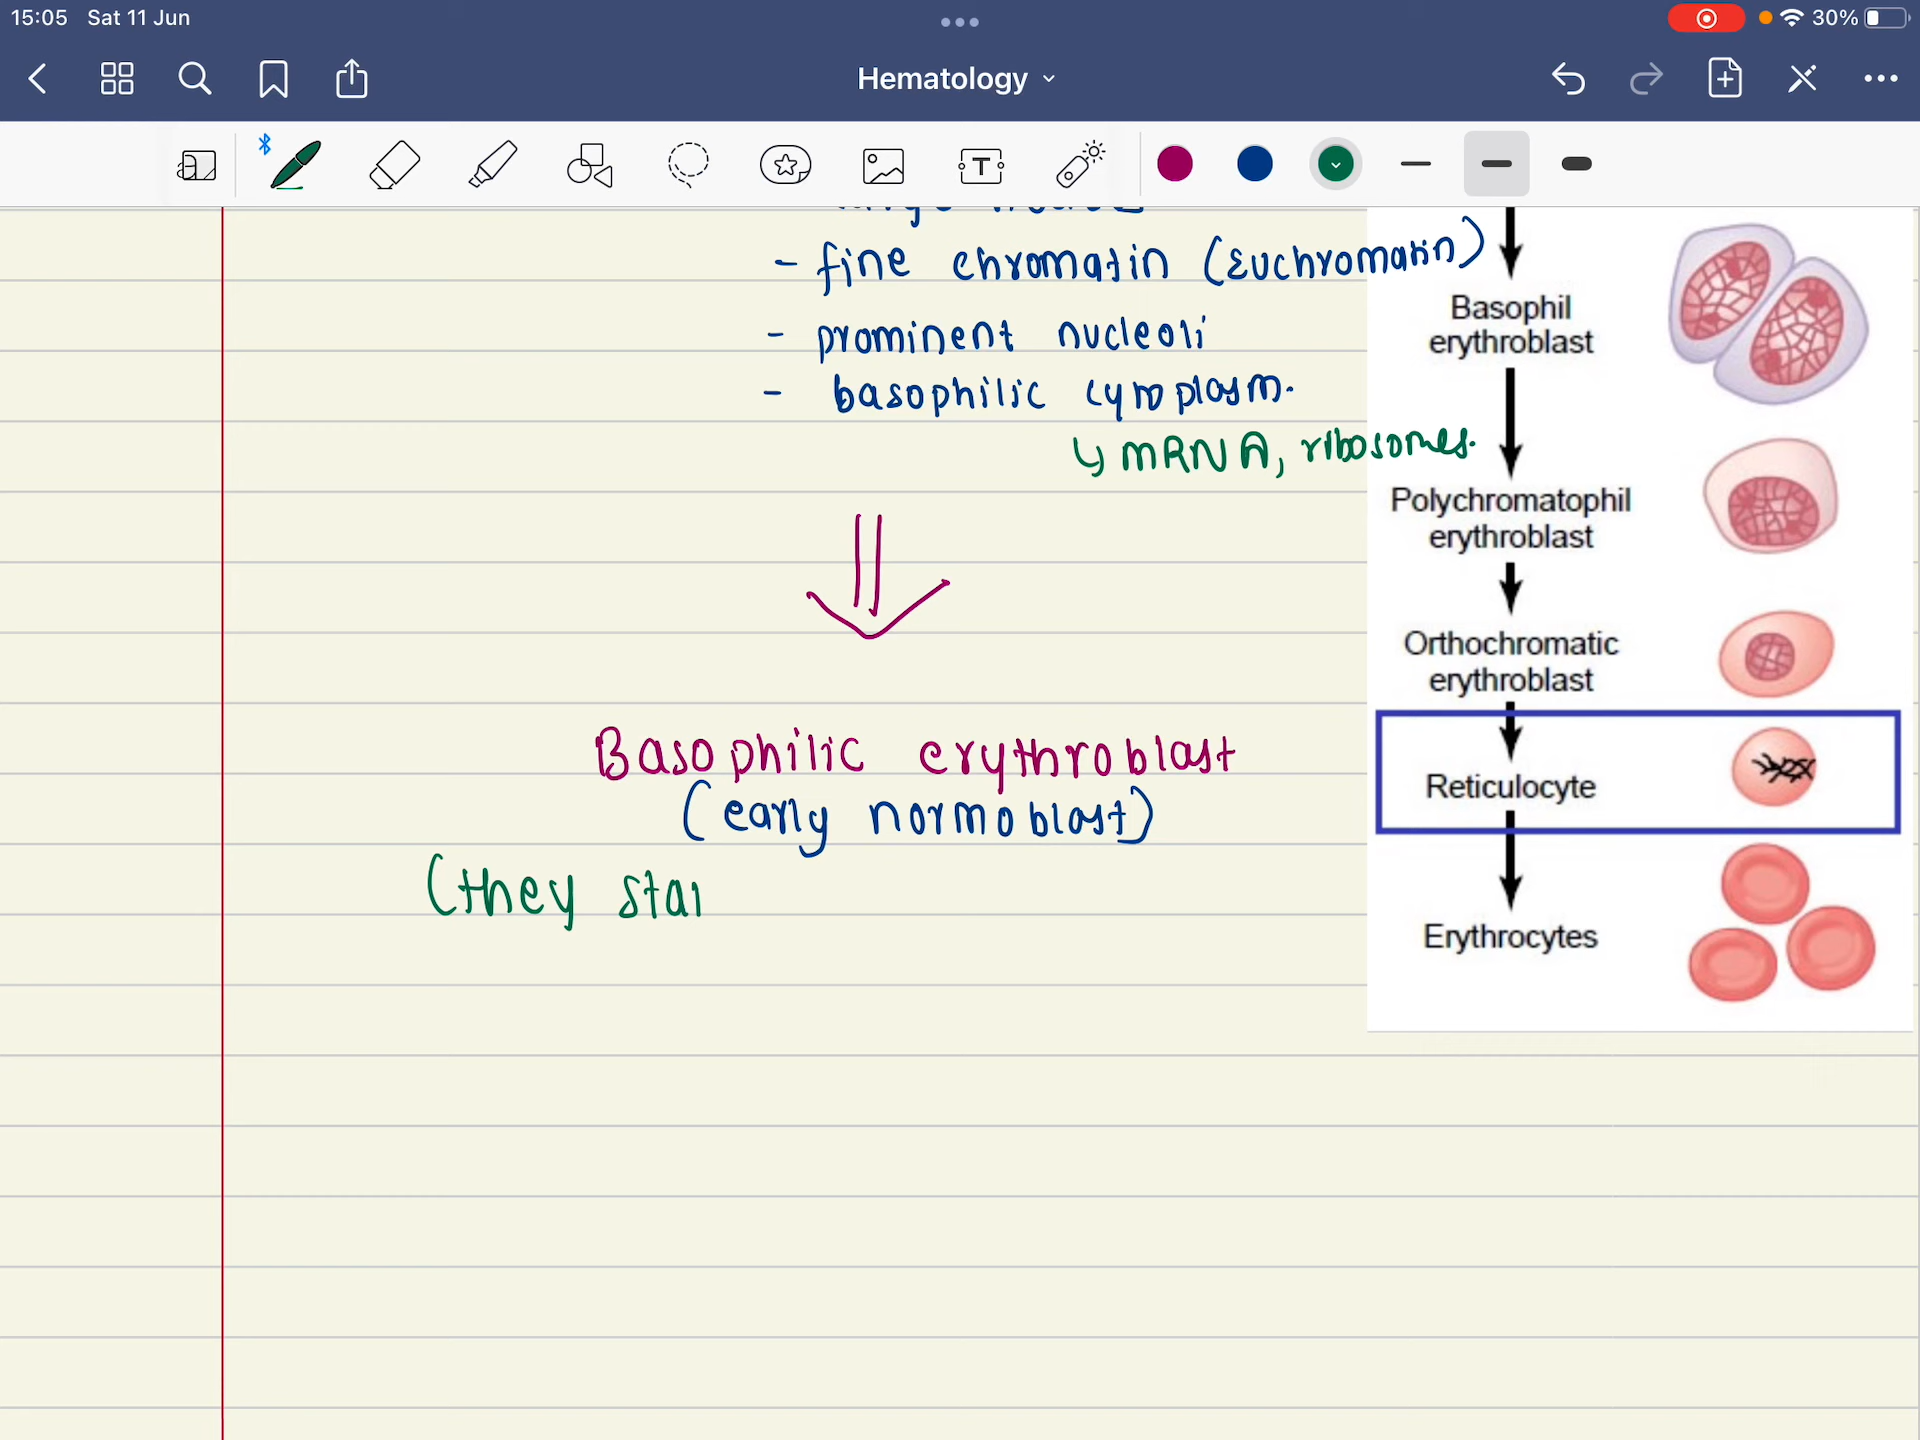 15:05 Sat 11 Jun
30%
Hematology
T
- fine chromatin (Euchromatin)
- prominent nucleoli
- basophilic cytoplasm.
↳ mRNA, ribosomes.
Basophilic erythroblast
(early normoblast)
(they star
Basophil
erythroblast
Polychromatophil
erythroblast
Orthochromatic
erythroblast
Reticulocyte
Erythrocytes